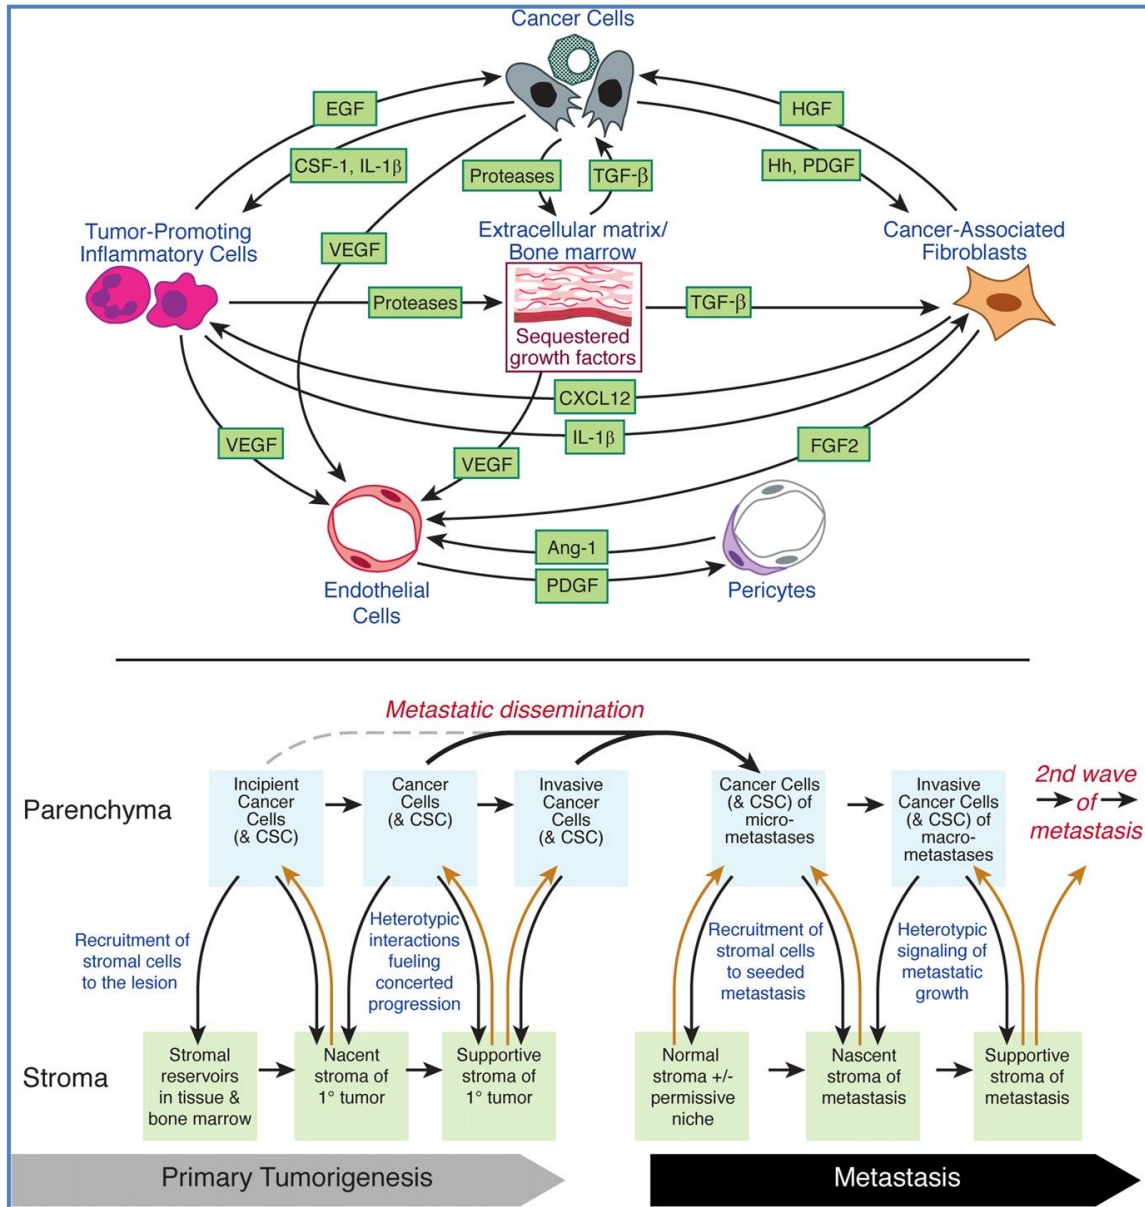 Cancer Cells
EGF
HGF
CSF-1, IL-1β
Proteases
TGF-β
Hh, PDGF
Tumor-Promoting
Inflammatory Cells
VEGF
Extracellular matrix/
Bone marrow
Cancer-Associated
Fibroblasts
Proteases
TGF-β
Sequestered
growth factors
CXCL12
IL-1β
VEGF
VEGF
FGF2
Ang-1
PDGF
Endothelial
Cells
Pericytes
Metastatic dissemination
Parenchyma
Incipient
Cancer
Cells
(& CSC)
Cancer
Cells
(& CSC)
Invasive
Cancer
Cells
(& CSC)
Cancer Cells
(& CSC) of
micro-
metastases
Invasive
Cancer Cells
(& CSC) of
macro-
metastases
2nd wave
of
metastasis
Recruitment of
stromal cells
to the lesion
Heterotypic
interactions
fueling
concerted
progression
Recruitment of
stromal cells
to seeded
metastasis
Heterotypic
signaling of
metastatic
growth
Stroma
Stromal
reservoirs
in tissue &
bone marrow
Nacent
stroma of
1° tumor
Supportive
stroma of
1° tumor
Normal
stroma +/-
permissive
niche
Nascent
stroma of
metastasis
Supportive
stroma of
metastasis
Primary Tumorigenesis
Metastasis